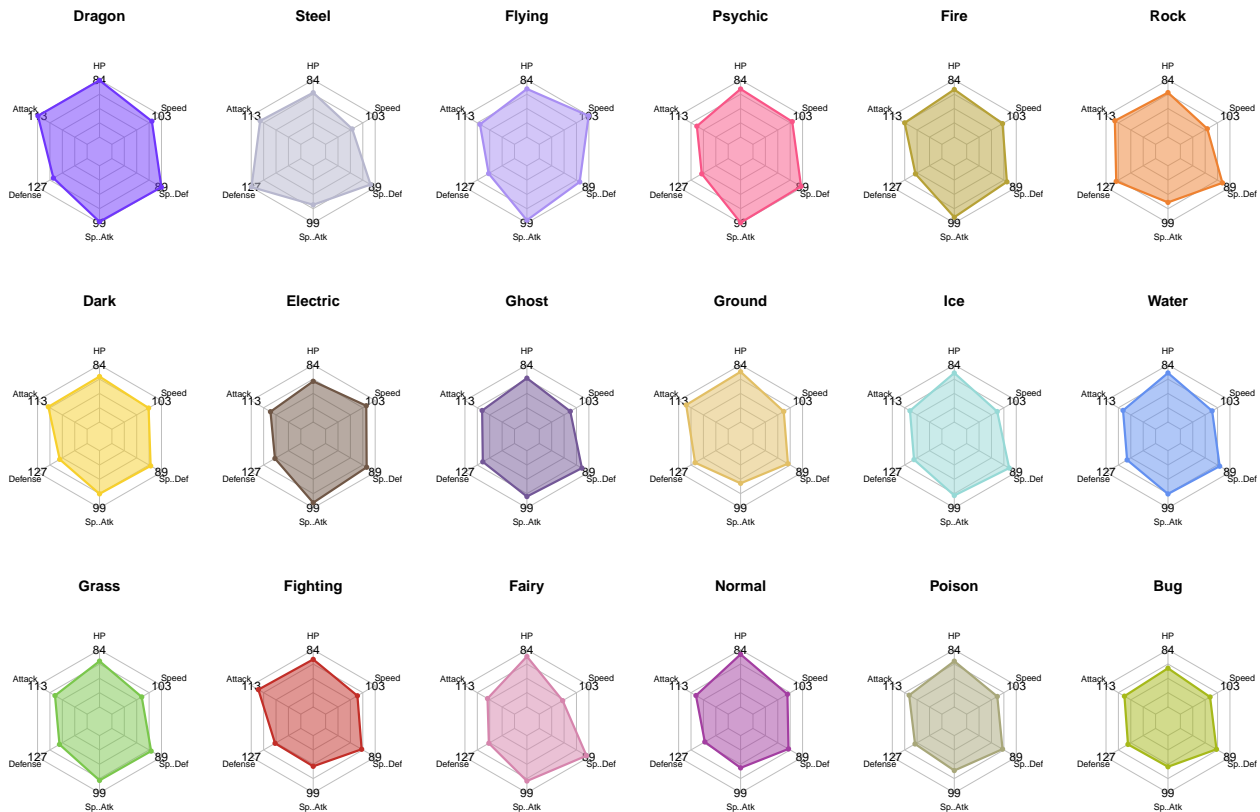 Dragon
HP
84
Attack
113
Speed
103
Defense
127
Sp..Def
89
99
Sp..Atk
Steel
HP
84
Attack
113
Speed
103
Defense
127
Sp..Def
89
99
Sp..Atk
Flying
HP
84
Attack
113
Speed
103
Defense
127
Sp..Def
89
99
Sp..Atk
Psychic
HP
84
Attack
113
Speed
103
Defense
127
Sp..Def
89
99
Sp..Atk
Fire
HP
84
Attack
113
Speed
103
Defense
127
Sp..Def
89
99
Sp..Atk
Rock
HP
84
Attack
113
Speed
103
Defense
127
Sp..Def
89
99
Sp..Atk
Dark
HP
84
Attack
113
Speed
103
Defense
127
Sp..Def
89
99
Sp..Atk
Electric
HP
84
Attack
113
Speed
103
Defense
127
Sp..Def
89
99
Sp..Atk
Ghost
HP
84
Attack
113
Speed
103
Defense
127
Sp..Def
89
99
Sp..Atk
Ground
HP
84
Attack
113
Speed
103
Defense
127
Sp..Def
89
99
Sp..Atk
Ice
HP
84
Attack
113
Speed
103
Defense
127
Sp..Def
89
99
Sp..Atk
Water
HP
84
Attack
113
Speed
103
Defense
127
Sp..Def
89
99
Sp..Atk
Grass
HP
84
Attack
113
Speed
103
Defense
127
Sp..Def
89
99
Sp..Atk
Fighting
HP
84
Attack
113
Speed
103
Defense
127
Sp..Def
89
99
Sp..Atk
Fairy
HP
84
Attack
113
Speed
103
Defense
127
Sp..Def
89
99
Sp..Atk
Normal
HP
84
Attack
113
Speed
103
Defense
127
Sp..Def
89
99
Sp..Atk
Poison
HP
84
Attack
113
Speed
103
Defense
127
Sp..Def
89
99
Sp..Atk
Bug
HP
84
Attack
113
Speed
103
Defense
127
Sp..Def
89
99
Sp..Atk